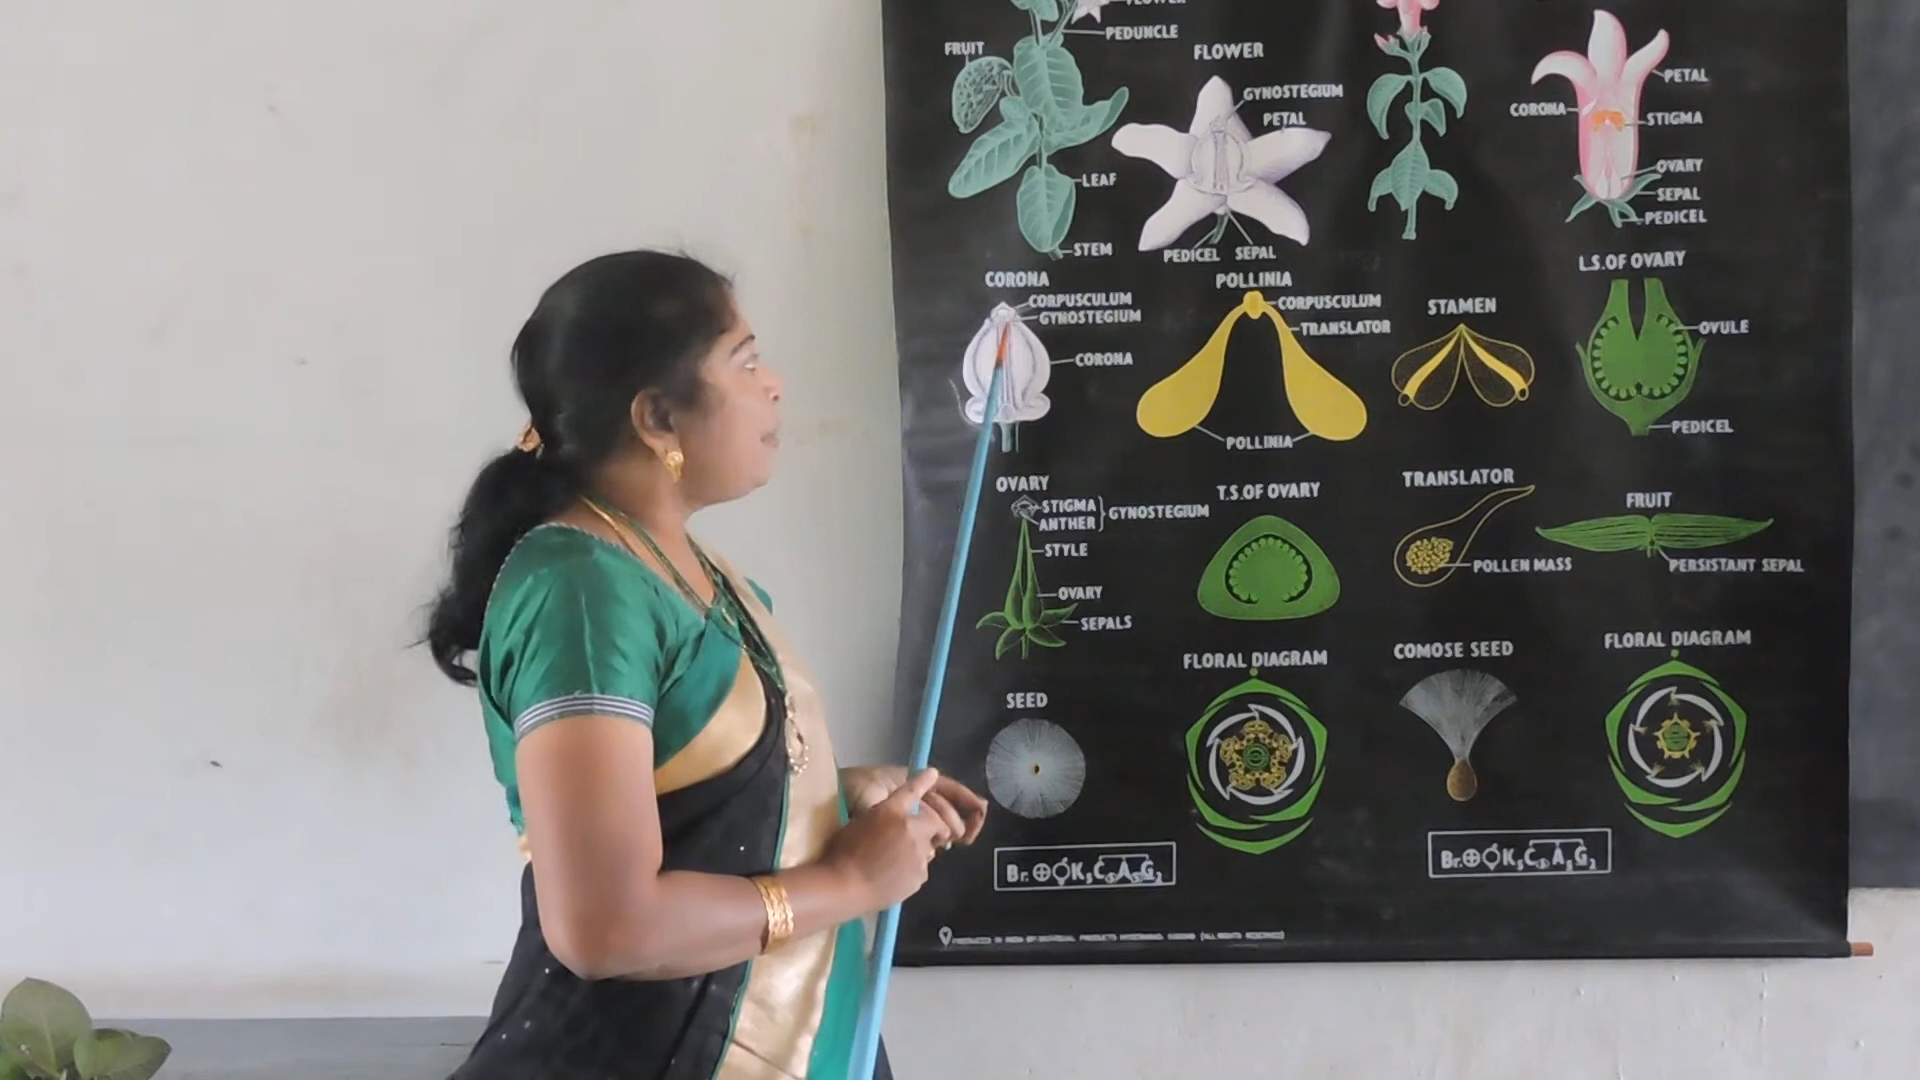 FLOWER
PEDUNCLE
FRUIT
LEAF
STEM
FLOWER
GYNOSTEGIUM
PETAL
PEDICEL SEPAL
PETAL
CORONA
STIGMA
OVARY
SEPAL
PEDICEL
CORONA
CORPUSCULUM
GYNOSTEGIUM
CORONA
POLLINIA
CORPUSCULUM
TRANSLATOR
POLLINIA
STAMEN
L.S.OF OVARY
OVULE
PEDICEL
OVARY
STIGMA
ANTHER
GYNOSTEGIUM
STYLE
OVARY
SEPALS
T.S.OF OVARY
TRANSLATOR
POLLEN MASS
FRUIT
PERSISTANT SEPAL
SEED
FLORAL DIAGRAM
COMOSE SEED
FLORAL DIAGRAM